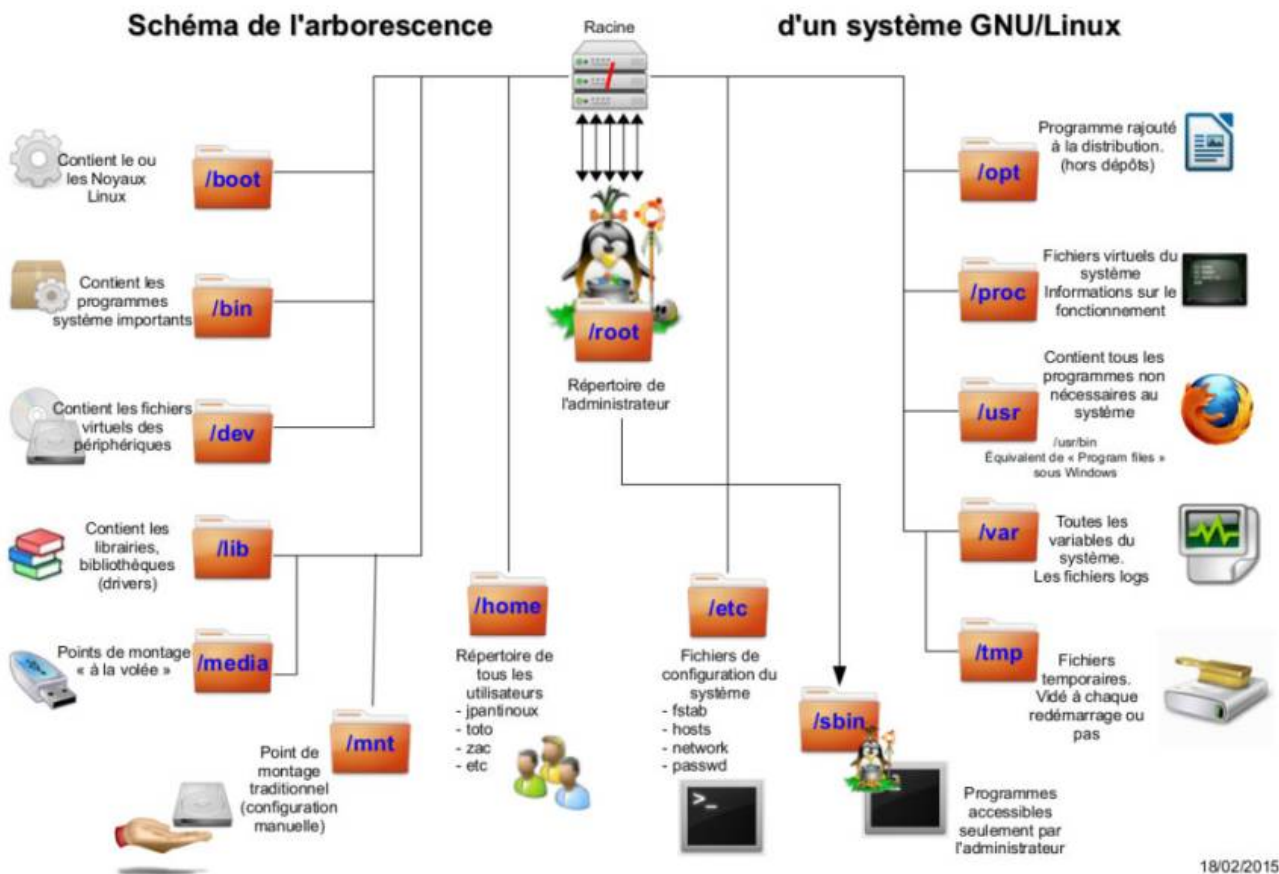 Schéma de l'arborescence
Racine
/
d'un système GNU/Linux
Contient le ou
les Noyaux
Linux
/boot
Contient les
programmes
système importants
/bin
Contient les fichiers
virtuels des
périphériques
/dev
Contient les
librairies,
bibliothèques
(drivers)
/lib
Points de montage
« à la volée »
/media
Point de
montage
traditionnel
(configuration
manuelle)
/mnt
/home
Répertoire de
tous les
utilisateurs
- jpantinoux
- toto
- zac
- etc
/root
Répertoire de
l'administrateur
/etc
Fichiers de
configuration du
système
- fstab
- hosts
- network
- passwd
>_
/sbin
Programmes
accessibles
seulement par
l'administrateur
/opt
Programme rajouté
à la distribution.
(hors dépôts)
/proc
Fichiers virtuels du
système
Informations sur le
fonctionnement
/usr
Contient tous les
programmes non
nécessaires au
système
/usr/bin
Équivalent de « Program files »
sous Windows
/var
Toutes les
variables du
système.
Les fichiers logs
/tmp
Fichiers
temporaires.
Vidé à chaque
redémarrage ou
pas
18/02/2015